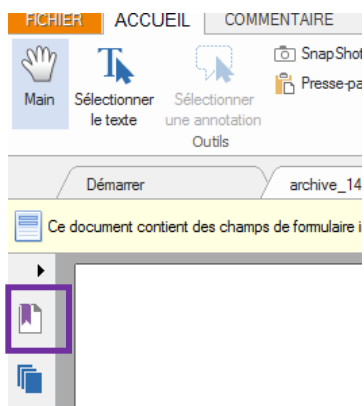 FICHIER ACCUEIL COMMENTAIRE
Main
Sélectionner
le texte
Sélectionner
une annotation
SnapShot
Presse-pa
Outils
Démarrer archive_14
Ce document contient des champs de formulaire i